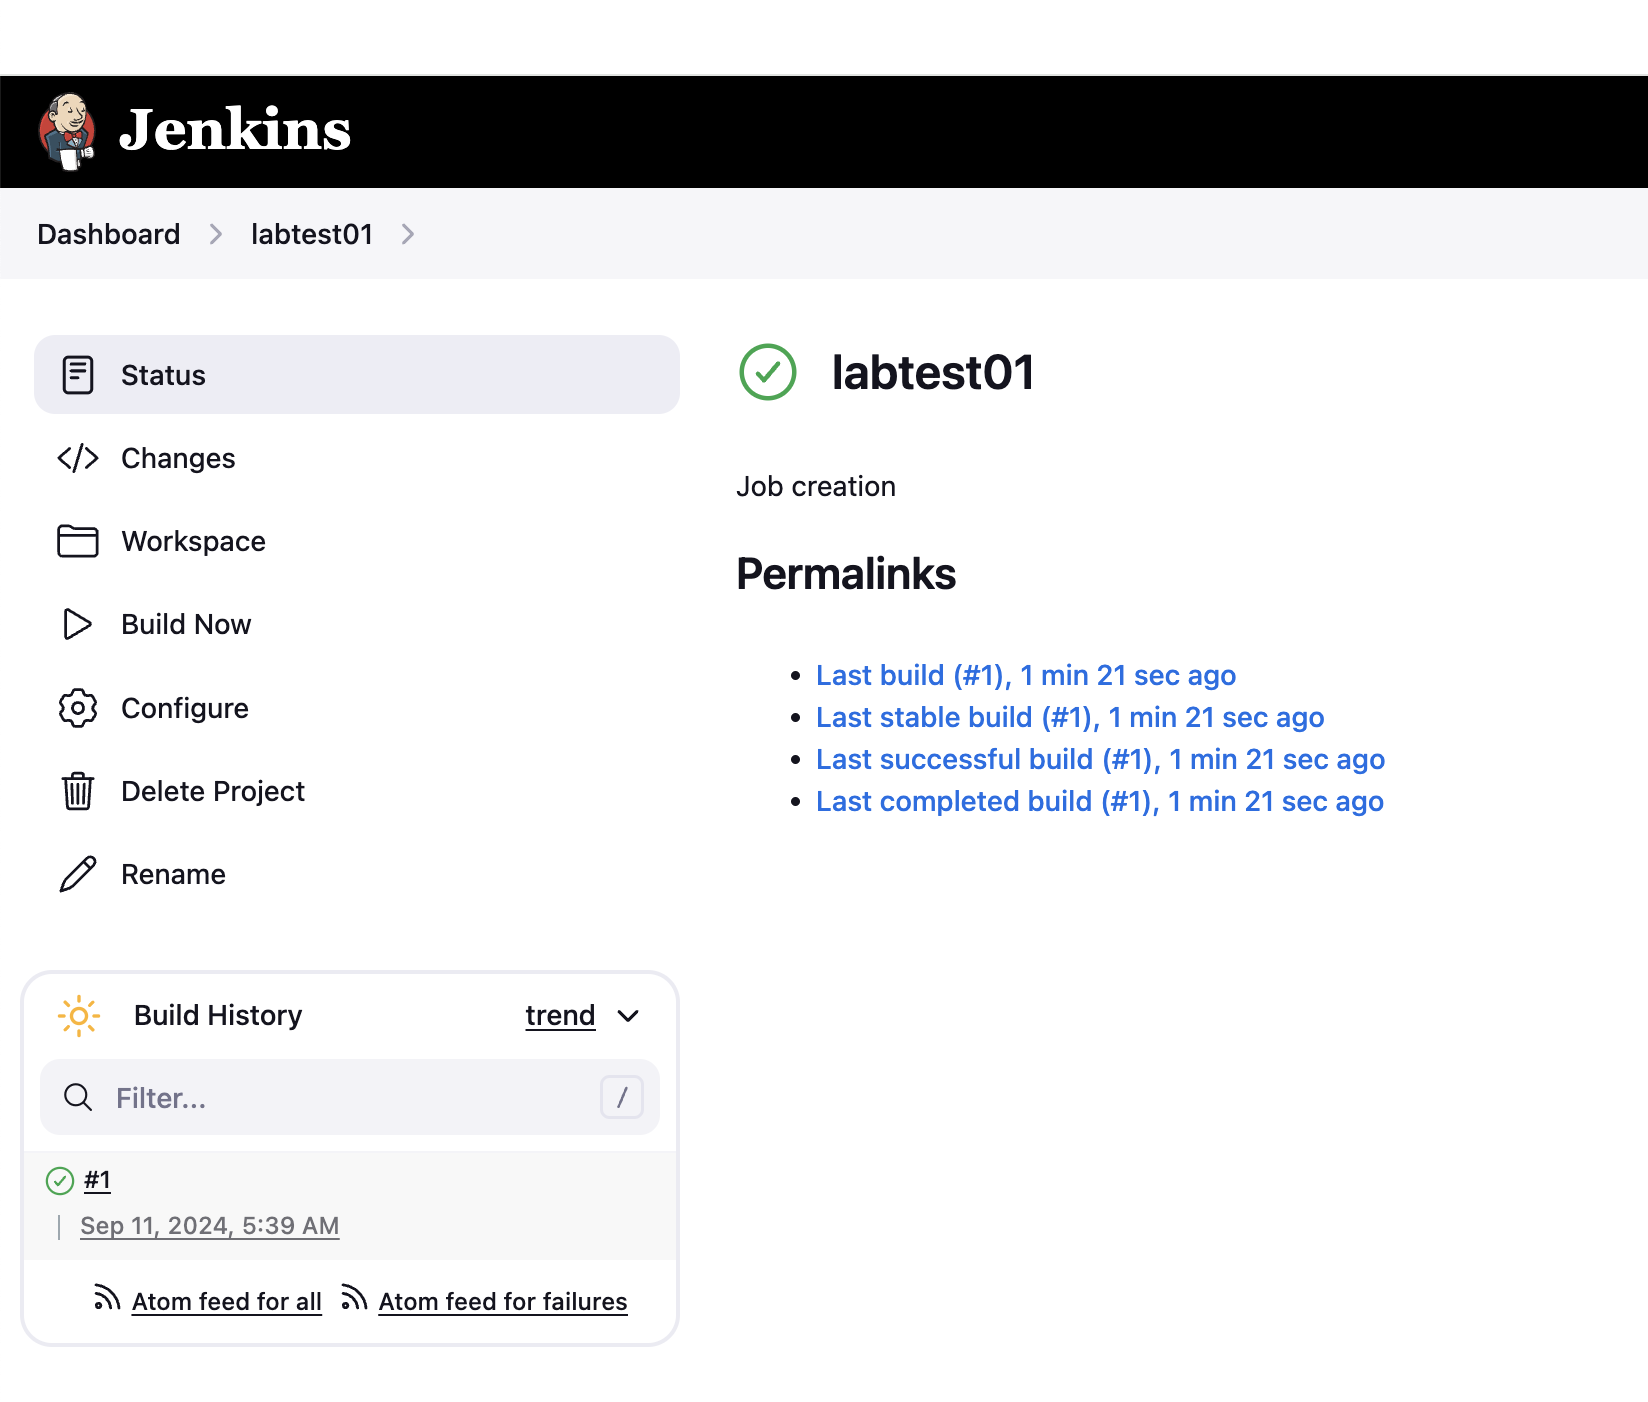 Jenkins
Dashboard
labtest01
Status
Changes
Workspace
Build Now
Configure
Delete Project
Rename
labtest01
Job creation
Permalinks
• Last build (#1), 1 min 21 sec ago
• Last stable build (#1), 1 min 21 sec ago
• Last successful build (#1), 1 min 21 sec ago
• Last completed build (#1), 1 min 21 sec ago
Build History trend
Filter... /
#1
Sep 11, 2024, 5:39 AM
Atom feed for all Atom feed for failures